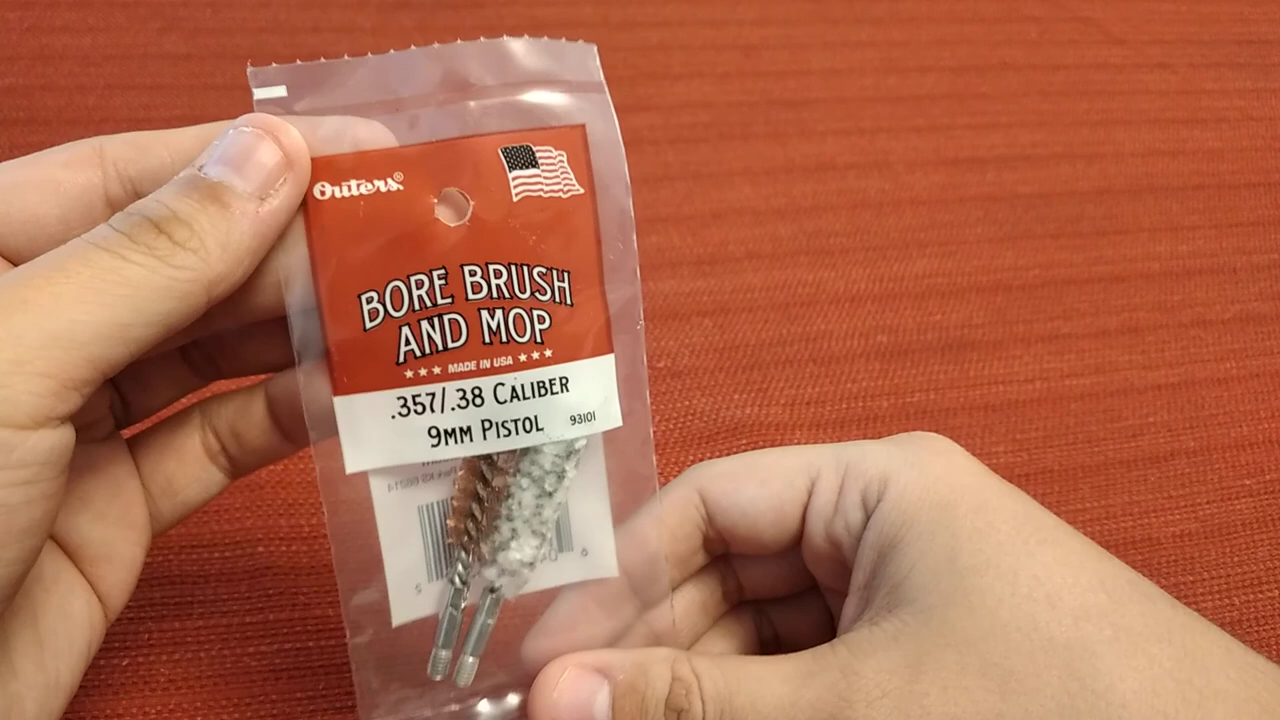 Outers®
BORE BRUSH
AND MOP
★★★ MADE IN USA ★★★
.357/.38 CALIBER
9MM PISTOL 93101